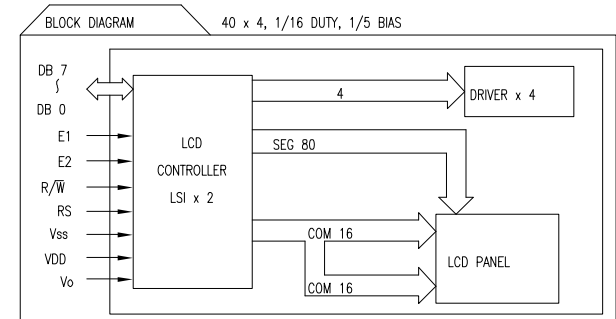 BLOCK DIAGRAM
40 x 4, 1/16 DUTY, 1/5 BIAS
DB 7
∫
DB 0
E1
E2
R/W̅
RS
Vss
VDD
Vo
LCD
CONTROLLER
LSI x 2
4
DRIVER x 4
SEG 80
COM 16
COM 16
LCD PANEL